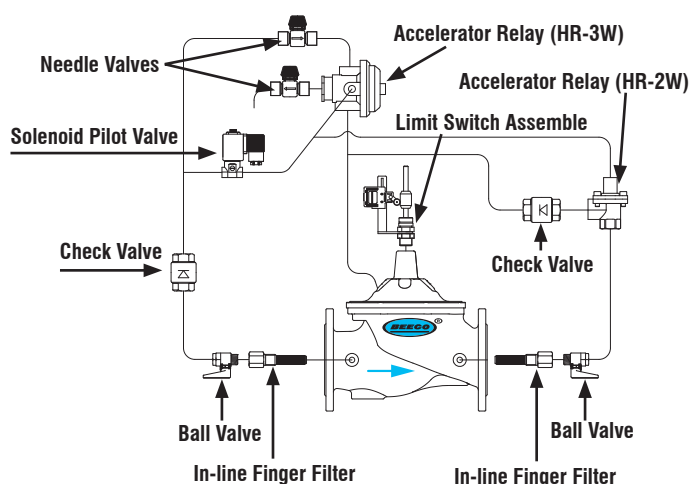 Accelerator Relay (HR-3W)
Needle Valves
Accelerator Relay (HR-2W)
Limit Switch Assemble
Solenoid Pilot Valve
Check Valve
Check Valve
BEECO®
Ball Valve
Ball Valve
In-line Finger Filter
In-line Finger Filter